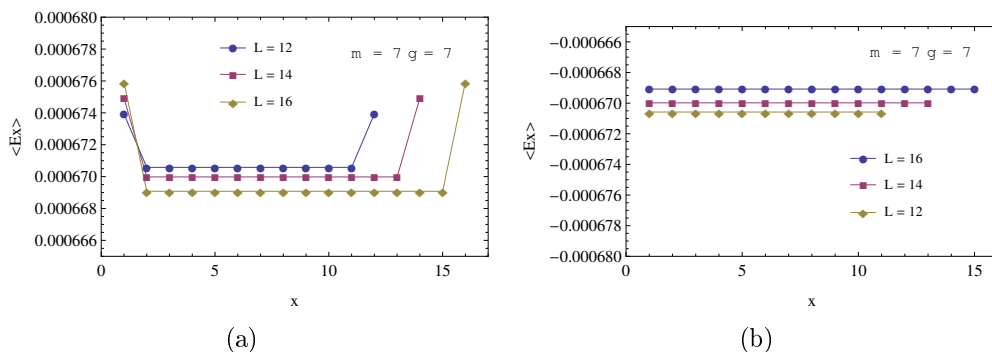 0.000680
0.000678
0.000676
0.000674
0.000672
0.000670
0.000668
0.000666
<Ex>
L = 12
L = 14
L = 16
m = 7 g = 7
0 5 10 15
x
(a)
−0.000666
−0.000668
−0.000670
−0.000672
−0.000674
−0.000676
−0.000678
−0.000680
<Ex>
m = 7 g = 7
L = 16
L = 14
L = 12
0 5 10 15
x
(b)